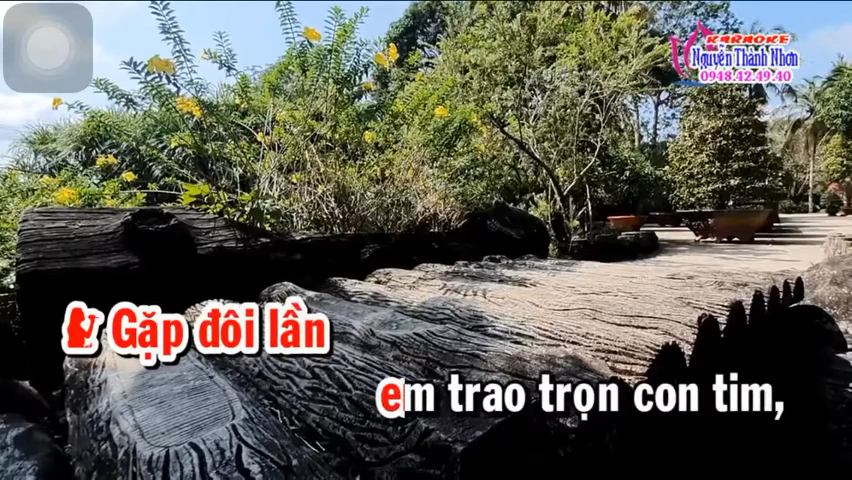 KARAOKE
Nguyễn Thành Nhơn
0948.42.49.40
Gặp đôi lần
em trao trọn con tim,